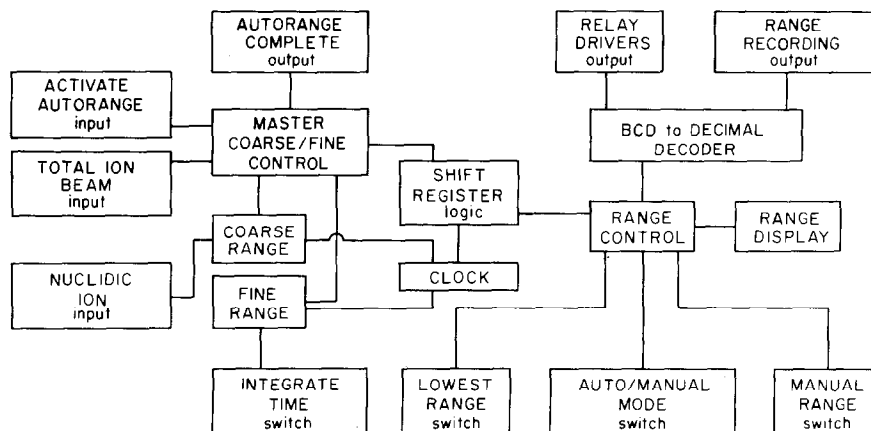 AUTORANGE
COMPLETE
output
RELAY
DRIVERS
output
RANGE
RECORDING
output
ACTIVATE
AUTORANGE
input
MASTER
COARSE/FINE
CONTROL
BCD to DECIMAL
DECODER
TOTAL ION
BEAM
input
SHIFT
REGISTER
logic
COARSE
RANGE
RANGE
CONTROL
RANGE
DISPLAY
NUCLIDIC
ION
input
FINE
RANGE
CLOCK
INTEGRATE
TIME
switch
LOWEST
RANGE
switch
AUTO/MANUAL
MODE
switch
MANUAL
RANGE
switch